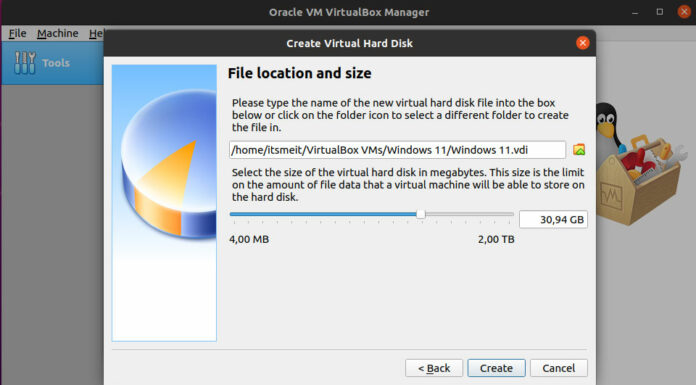 Oracle VM VirtualBox Manager
File Machine
Tools
Create Virtual Hard Disk
File location and size
Please type the name of the new virtual hard disk file into the box
below or click on the folder icon to select a different folder to create
the file in.
/home/itsmeit/VirtualBox VMs/Windows 11/Windows 11.vdi
Select the size of the virtual hard disk in megabytes. This size is the limit
on the amount of file data that a virtual machine will be able to store on
the hard disk.
30,94 GB
4,00 MB 2,00 TB
< Back Create Cancel